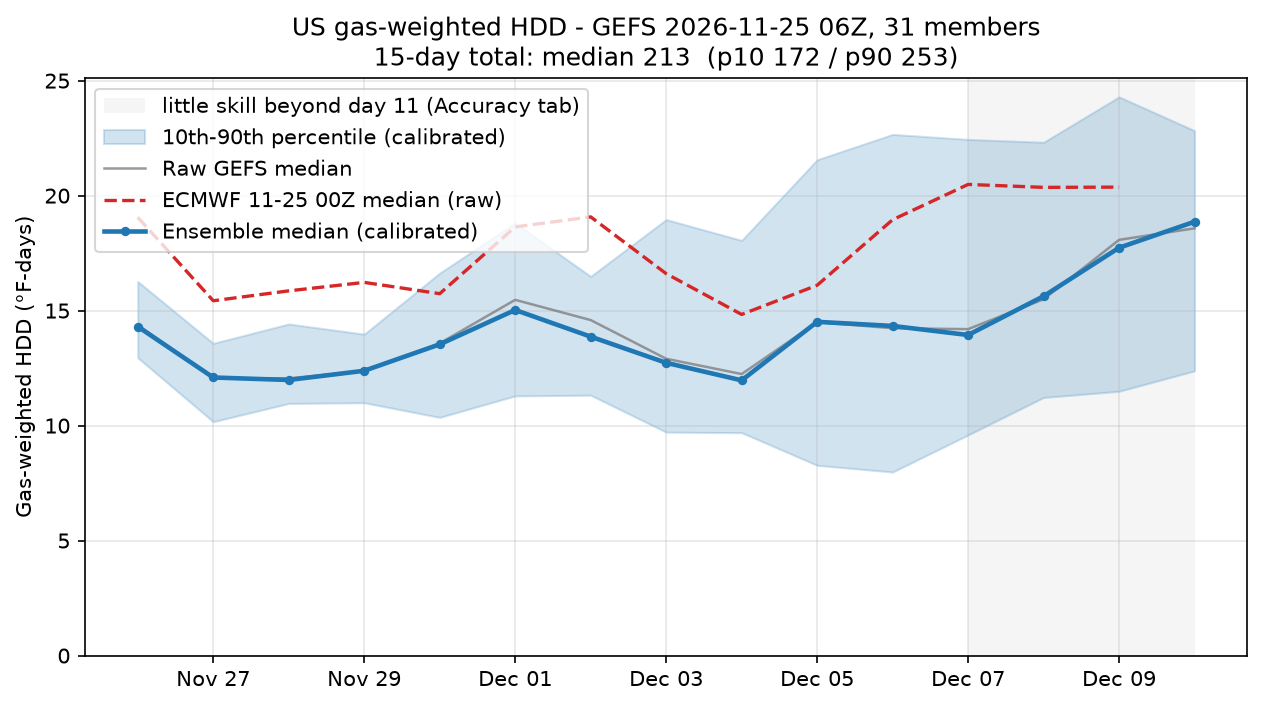 US gas-weighted HDD - GEFS 2026-11-25 06Z, 31 members
15-day total: median 213  (p10 172 / p90 253)
Gas-weighted HDD (°F-days)
25
20
15
10
5
0
little skill beyond day 11 (Accuracy tab)
10th-90th percentile (calibrated)
Raw GEFS median
ECMWF 11-25 00Z median (raw)
Ensemble median (calibrated)
Nov 27
Nov 29
Dec 01
Dec 03
Dec 05
Dec 07
Dec 09